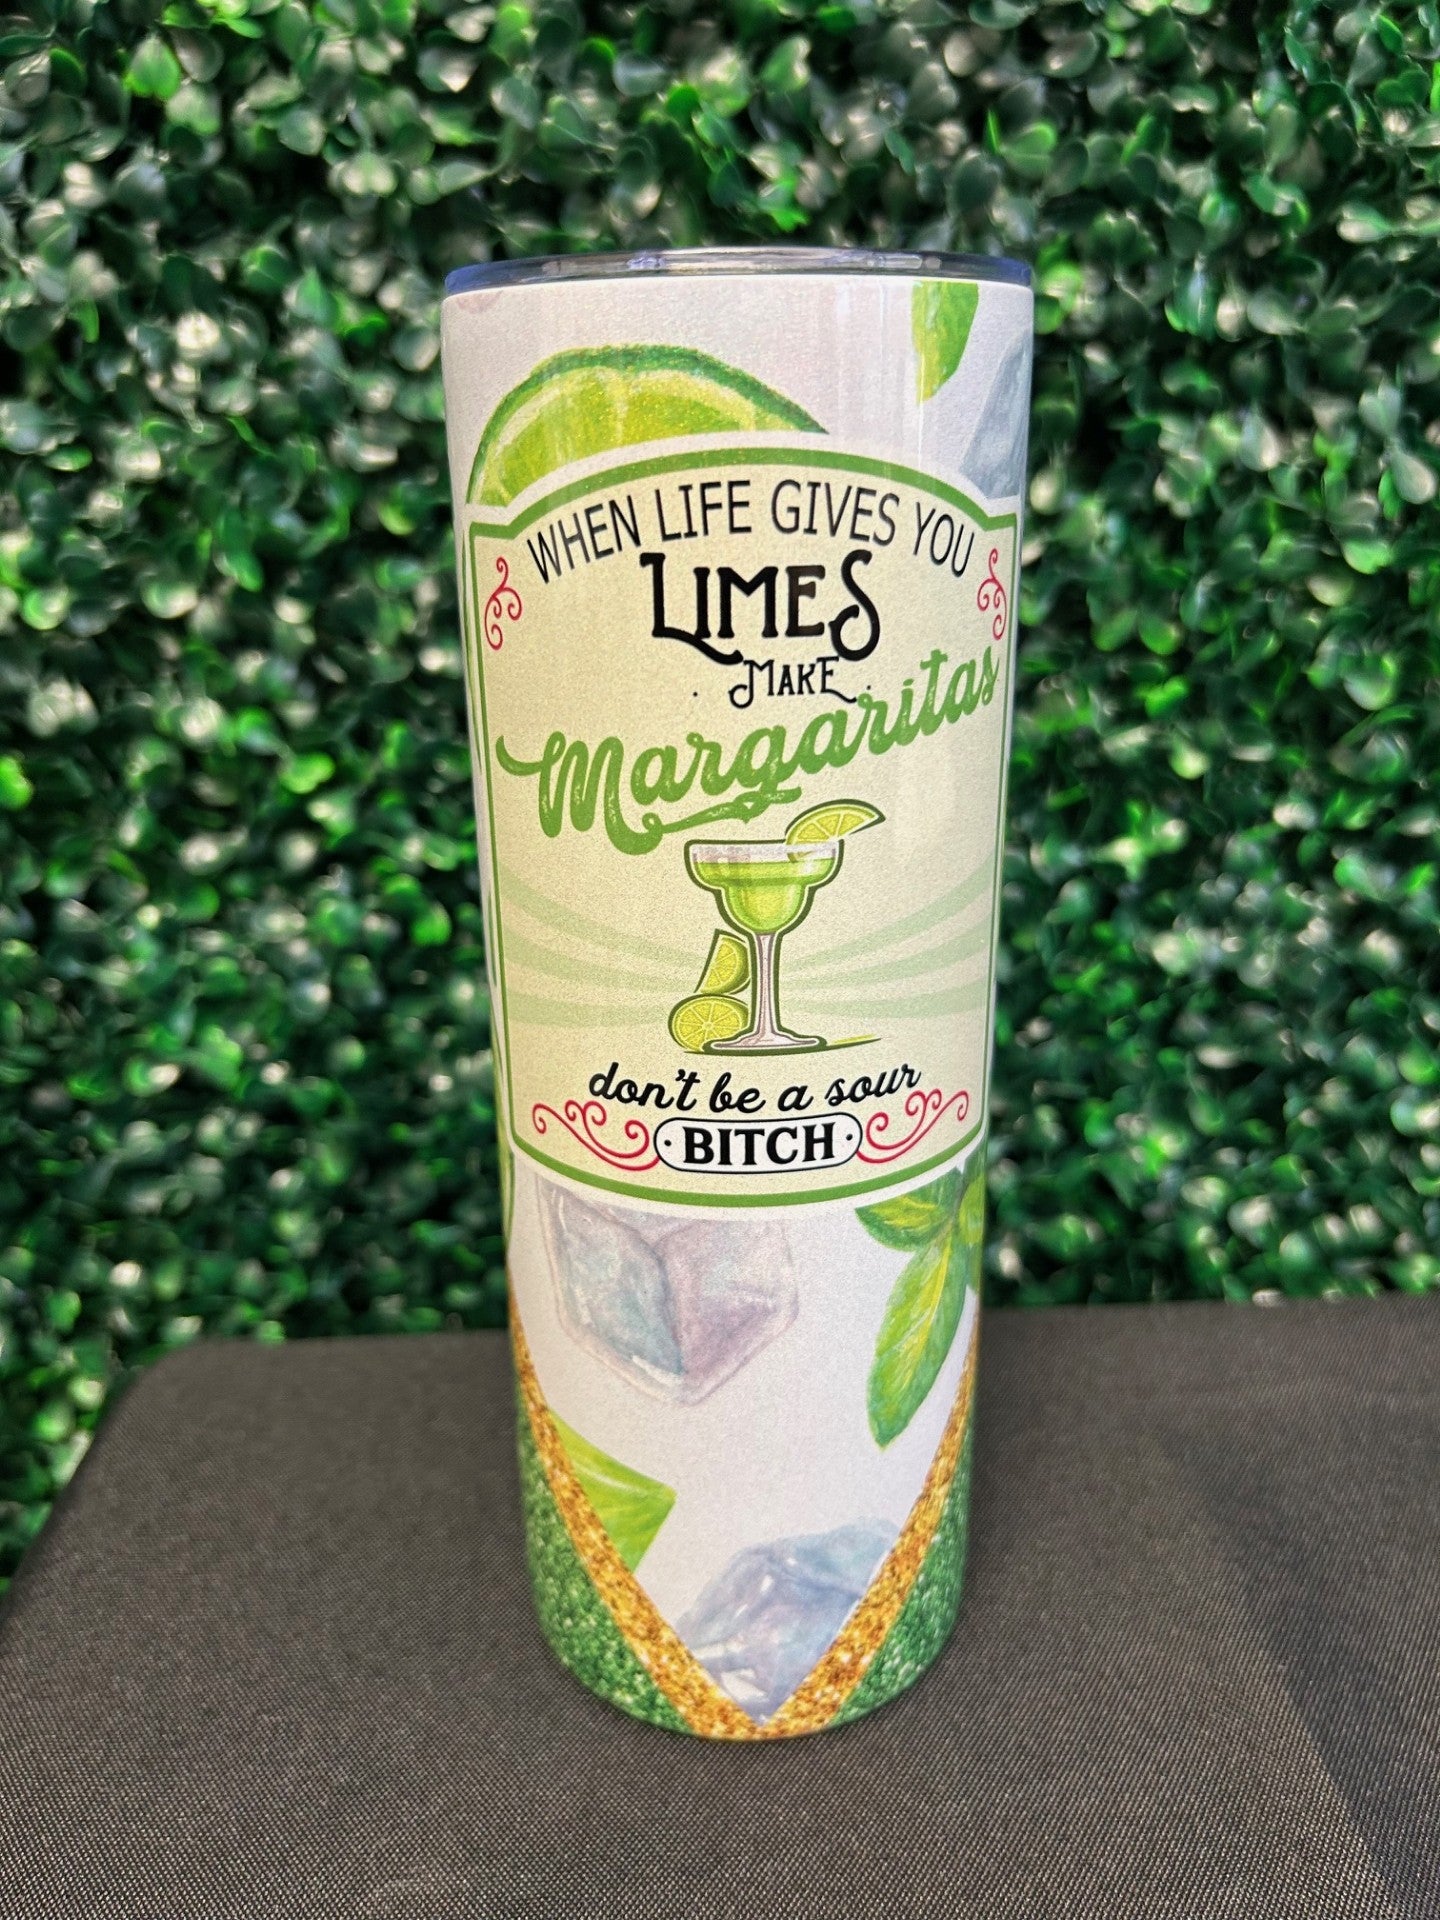 WHEN LIFE GIVES YOU
LIMES
MAKE
Margaritas
don't be a sour
BITCH